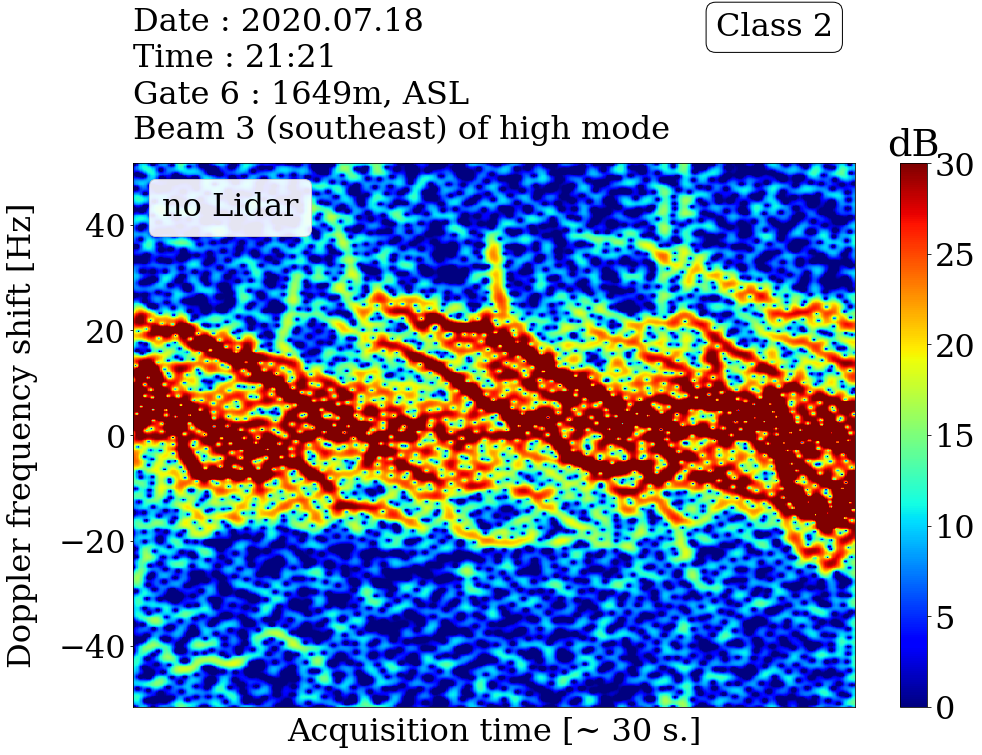 Date : 2020.07.18
Time : 21:21
Gate 6 : 1649m, ASL
Beam 3 (southeast) of high mode
Class 2
dB
no Lidar
Doppler frequency shift [Hz]
40
20
0
−20
−40
30
25
20
15
10
5
0
Acquisition time [~ 30 s.]